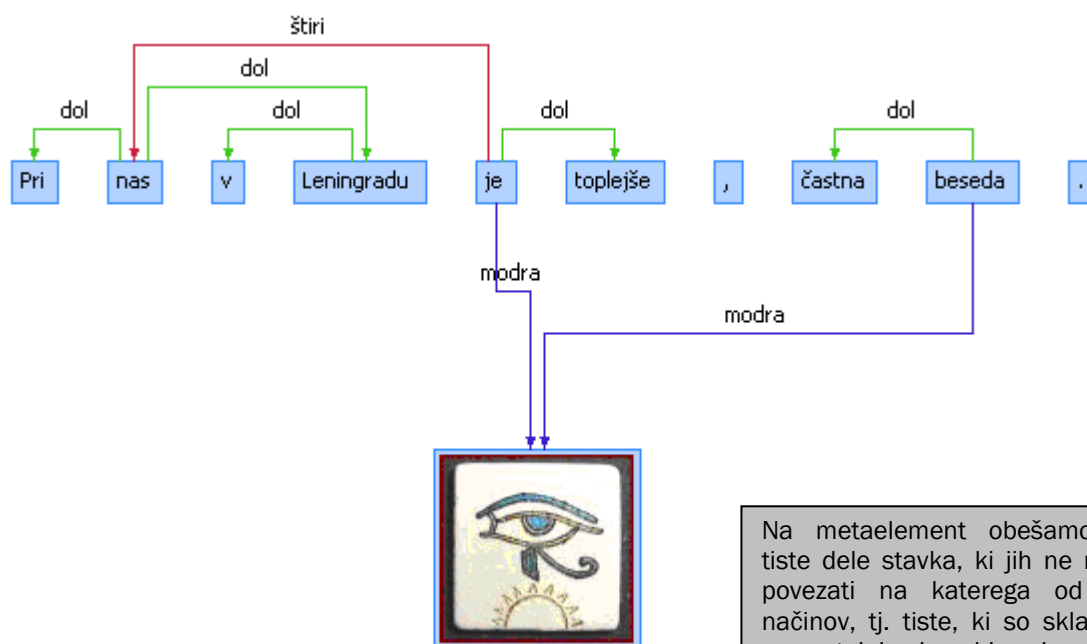 štiri
dol
dol dol dol dol
Pri nas v Leningradu je toplejše , častna beseda .
modra
modra
Na metaelement obešamo
tiste dele stavka, ki jih ne
povezati na katerega od
načinov, tj. tiste, ki so